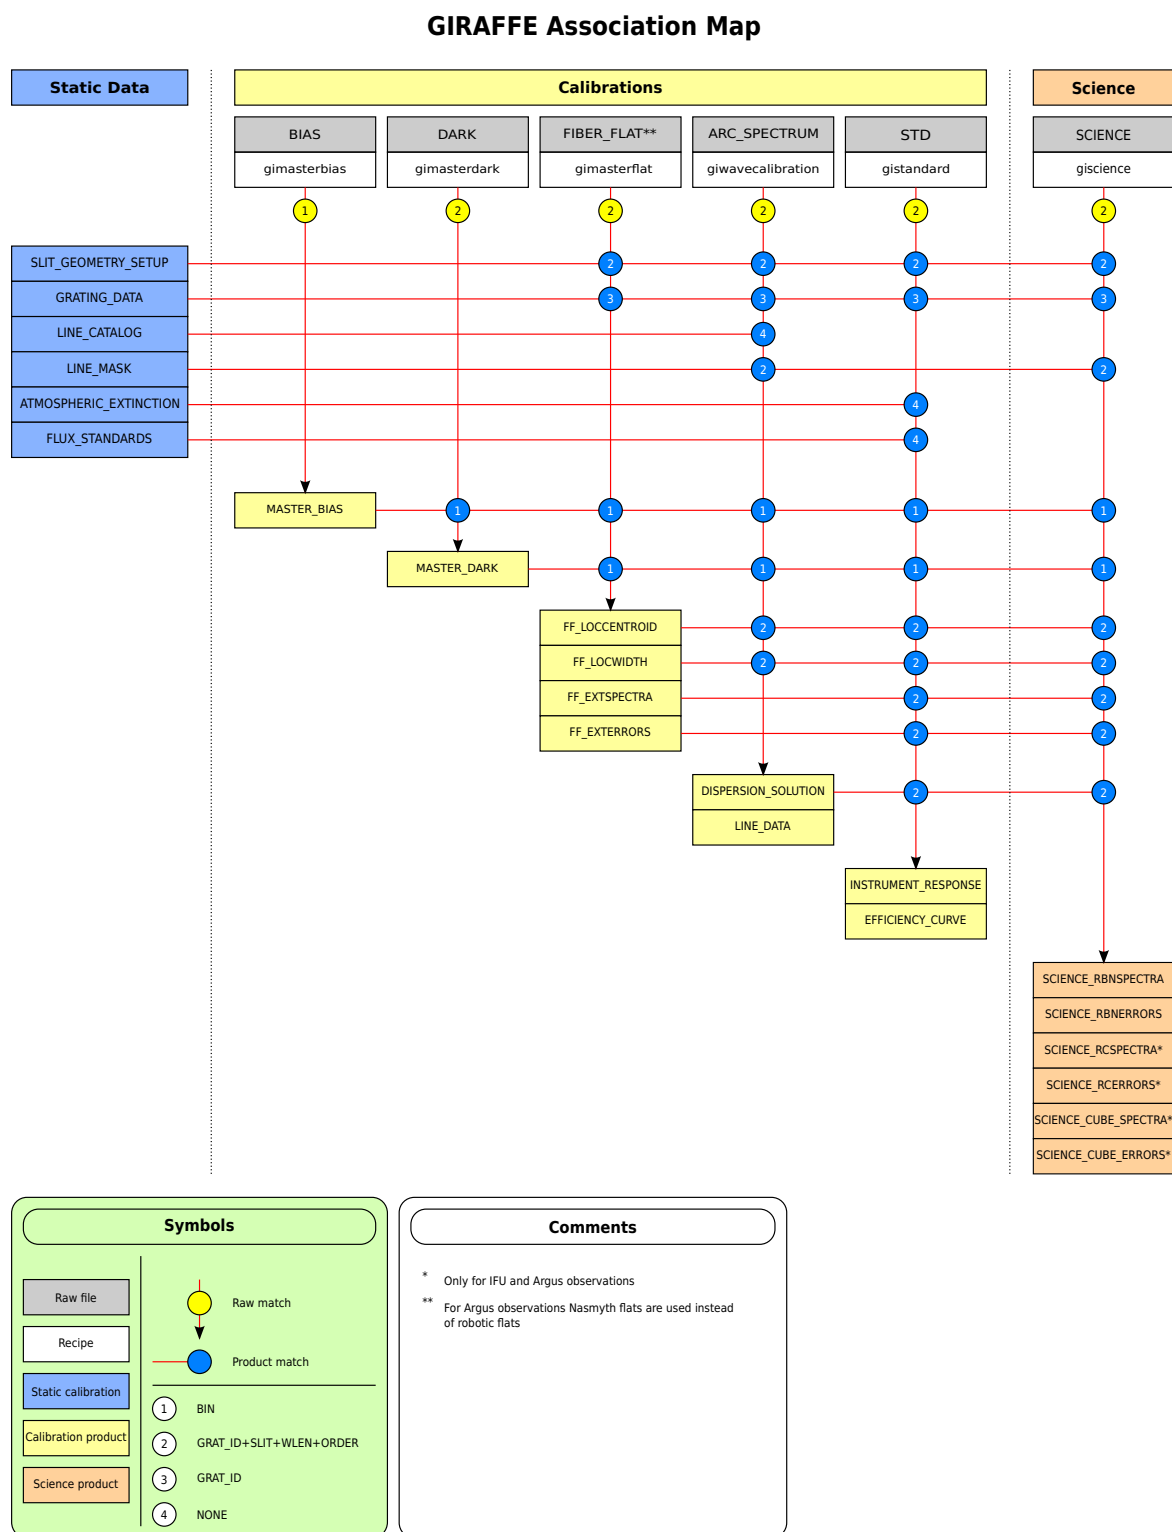 GIRAFFE Association Map
Static Data
Calibrations
Science
BIAS
DARK
FIBER_FLAT**
ARC_SPECTRUM
STD
SCIENCE
gimasterbias
gimasterdark
gimasterflat
giwavecalibration
gistandard
giscience
1
2
2
2
2
2
SLIT_GEOMETRY_SETUP
2
2
2
2
GRATING_DATA
3
3
3
3
LINE_CATALOG
4
LINE_MASK
2
2
ATMOSPHERIC_EXTINCTION
4
FLUX_STANDARDS
4
MASTER_BIAS
1
1
1
1
1
MASTER_DARK
1
1
1
1
FF_LOCCENTROID
2
2
2
FF_LOCWIDTH
2
2
2
FF_EXTSPECTRA
2
2
FF_EXTERRORS
2
2
DISPERSION_SOLUTION
2
2
LINE_DATA
INSTRUMENT_RESPONSE
EFFICIENCY_CURVE
SCIENCE_RBNSPECTRA
SCIENCE_RBNERRORS
SCIENCE_RCSPECTRA*
SCIENCE_RCERRORS*
SCIENCE_CUBE_SPECTRA*
SCIENCE_CUBE_ERRORS*
Symbols
Raw file
Recipe
Static calibration
Calibration product
Science product
Raw match
Product match
1 BIN
2 GRAT_ID+SLIT+WLEN+ORDER
3 GRAT_ID
4 NONE
Comments
* Only for IFU and Argus observations
** For Argus observations Nasmyth flats are used instead
of robotic flats